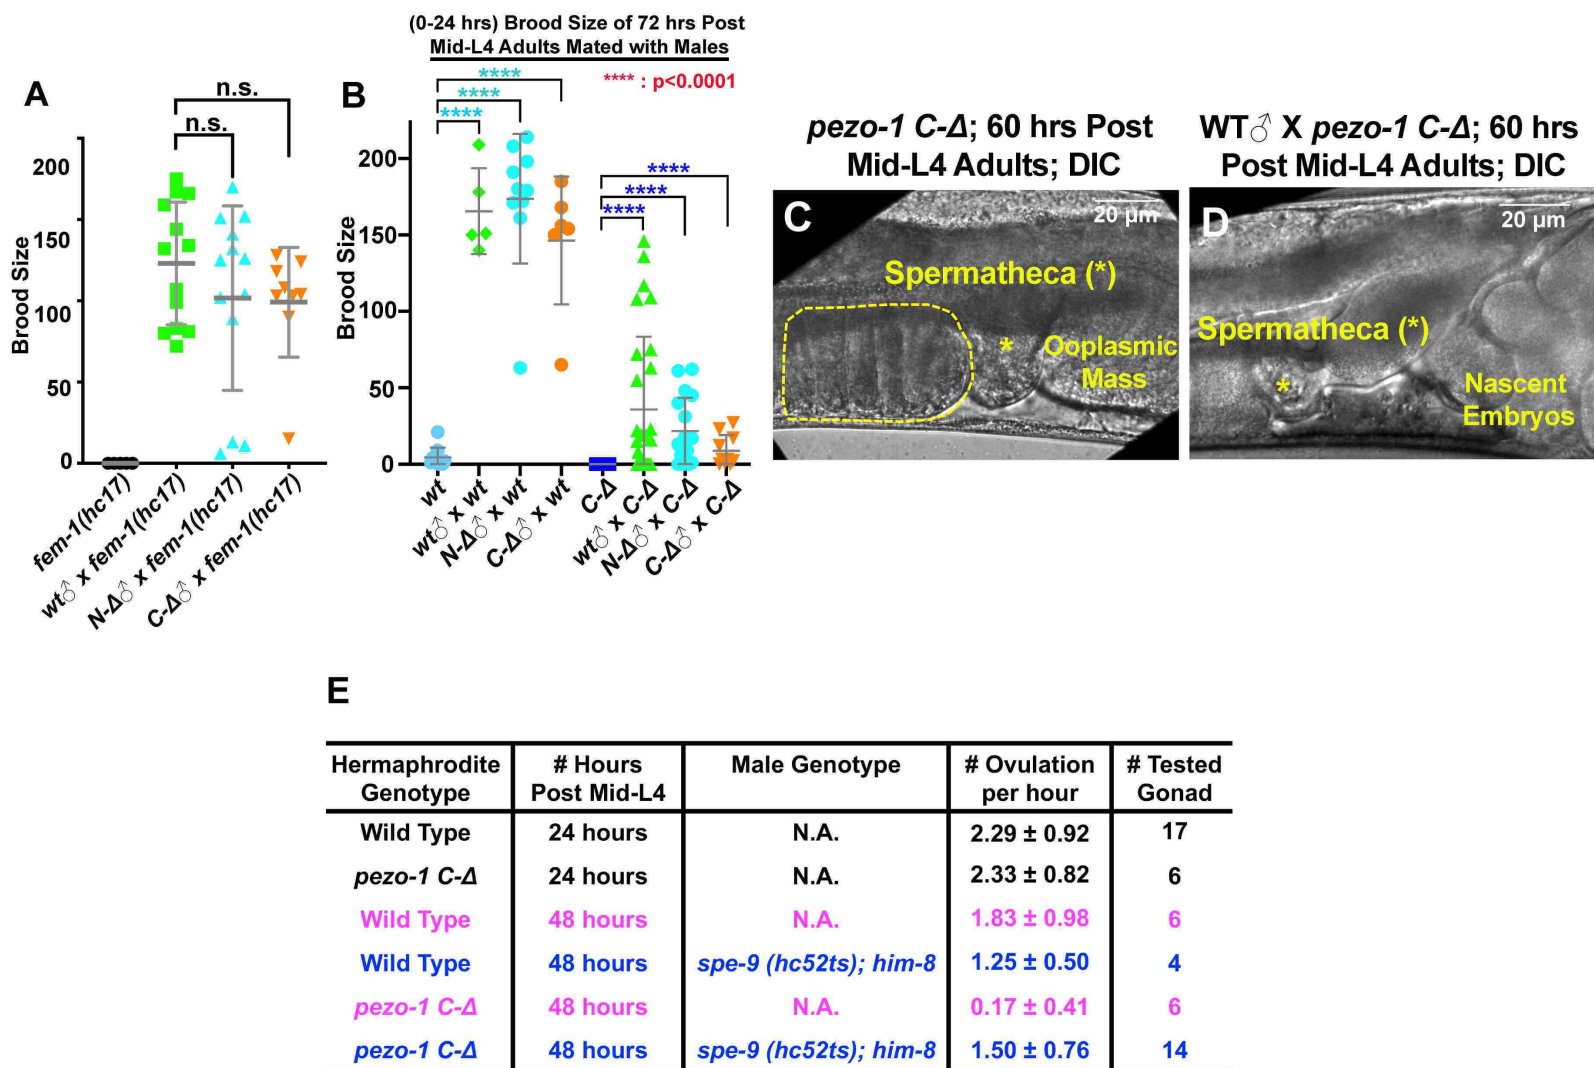 A
n.s.
n.s.
Brood Size
200
150
100
50
0
fem-1(hc17)
wt♂ x fem-1(hc17)
N-Δ♂ x fem-1(hc17)
C-Δ♂ x fem-1(hc17)
(0-24 hrs) Brood Size of 72 hrs Post
Mid-L4 Adults Mated with Males
B
**** : p<0.0001
****
****
****
****
****
****
Brood Size
200
150
100
50
0
wt
wt♂ x wt
N-Δ♂ x wt
C-Δ♂ x wt
C-Δ
wt♂ x C-Δ
N-Δ♂ x C-Δ
C-Δ♂ x C-Δ
pezo-1 C-Δ; 60 hrs Post
Mid-L4 Adults; DIC
C
20 µm
Spermatheca (*)
*
Ooplasmic
Mass
WT♂ X pezo-1 C-Δ; 60 hrs
Post Mid-L4 Adults; DIC
D
20 µm
Spermatheca (*)
*
Nascent
Embryos
E
Hermaphrodite Genotype # Hours Post Mid-L4 Male Genotype # Ovulation per hour # Tested Gonad
Wild Type 24 hours N.A. 2.29 ± 0.92 17
pezo-1 C-Δ 24 hours N.A. 2.33 ± 0.82 6
Wild Type 48 hours N.A. 1.83 ± 0.98 6
Wild Type 48 hours spe-9 (hc52ts); him-8 1.25 ± 0.50 4
pezo-1 C-Δ 48 hours N.A. 0.17 ± 0.41 6
pezo-1 C-Δ 48 hours spe-9 (hc52ts); him-8 1.50 ± 0.76 14